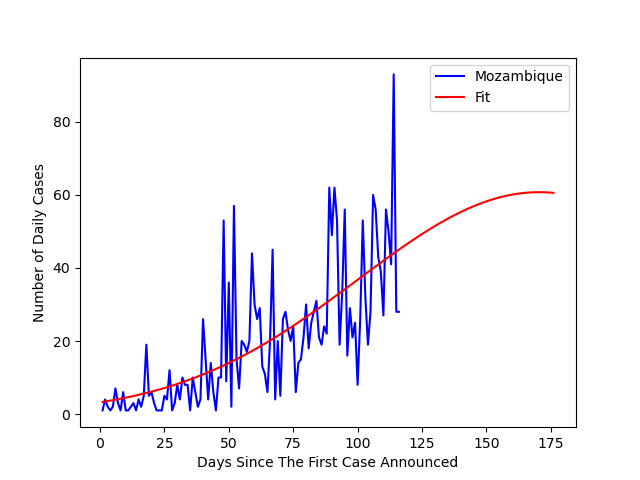 Mozambique
Fit
80
60
40
20
0
Number of Daily Cases
0 25 50 75 100 125 150 175
Days Since The First Case Announced